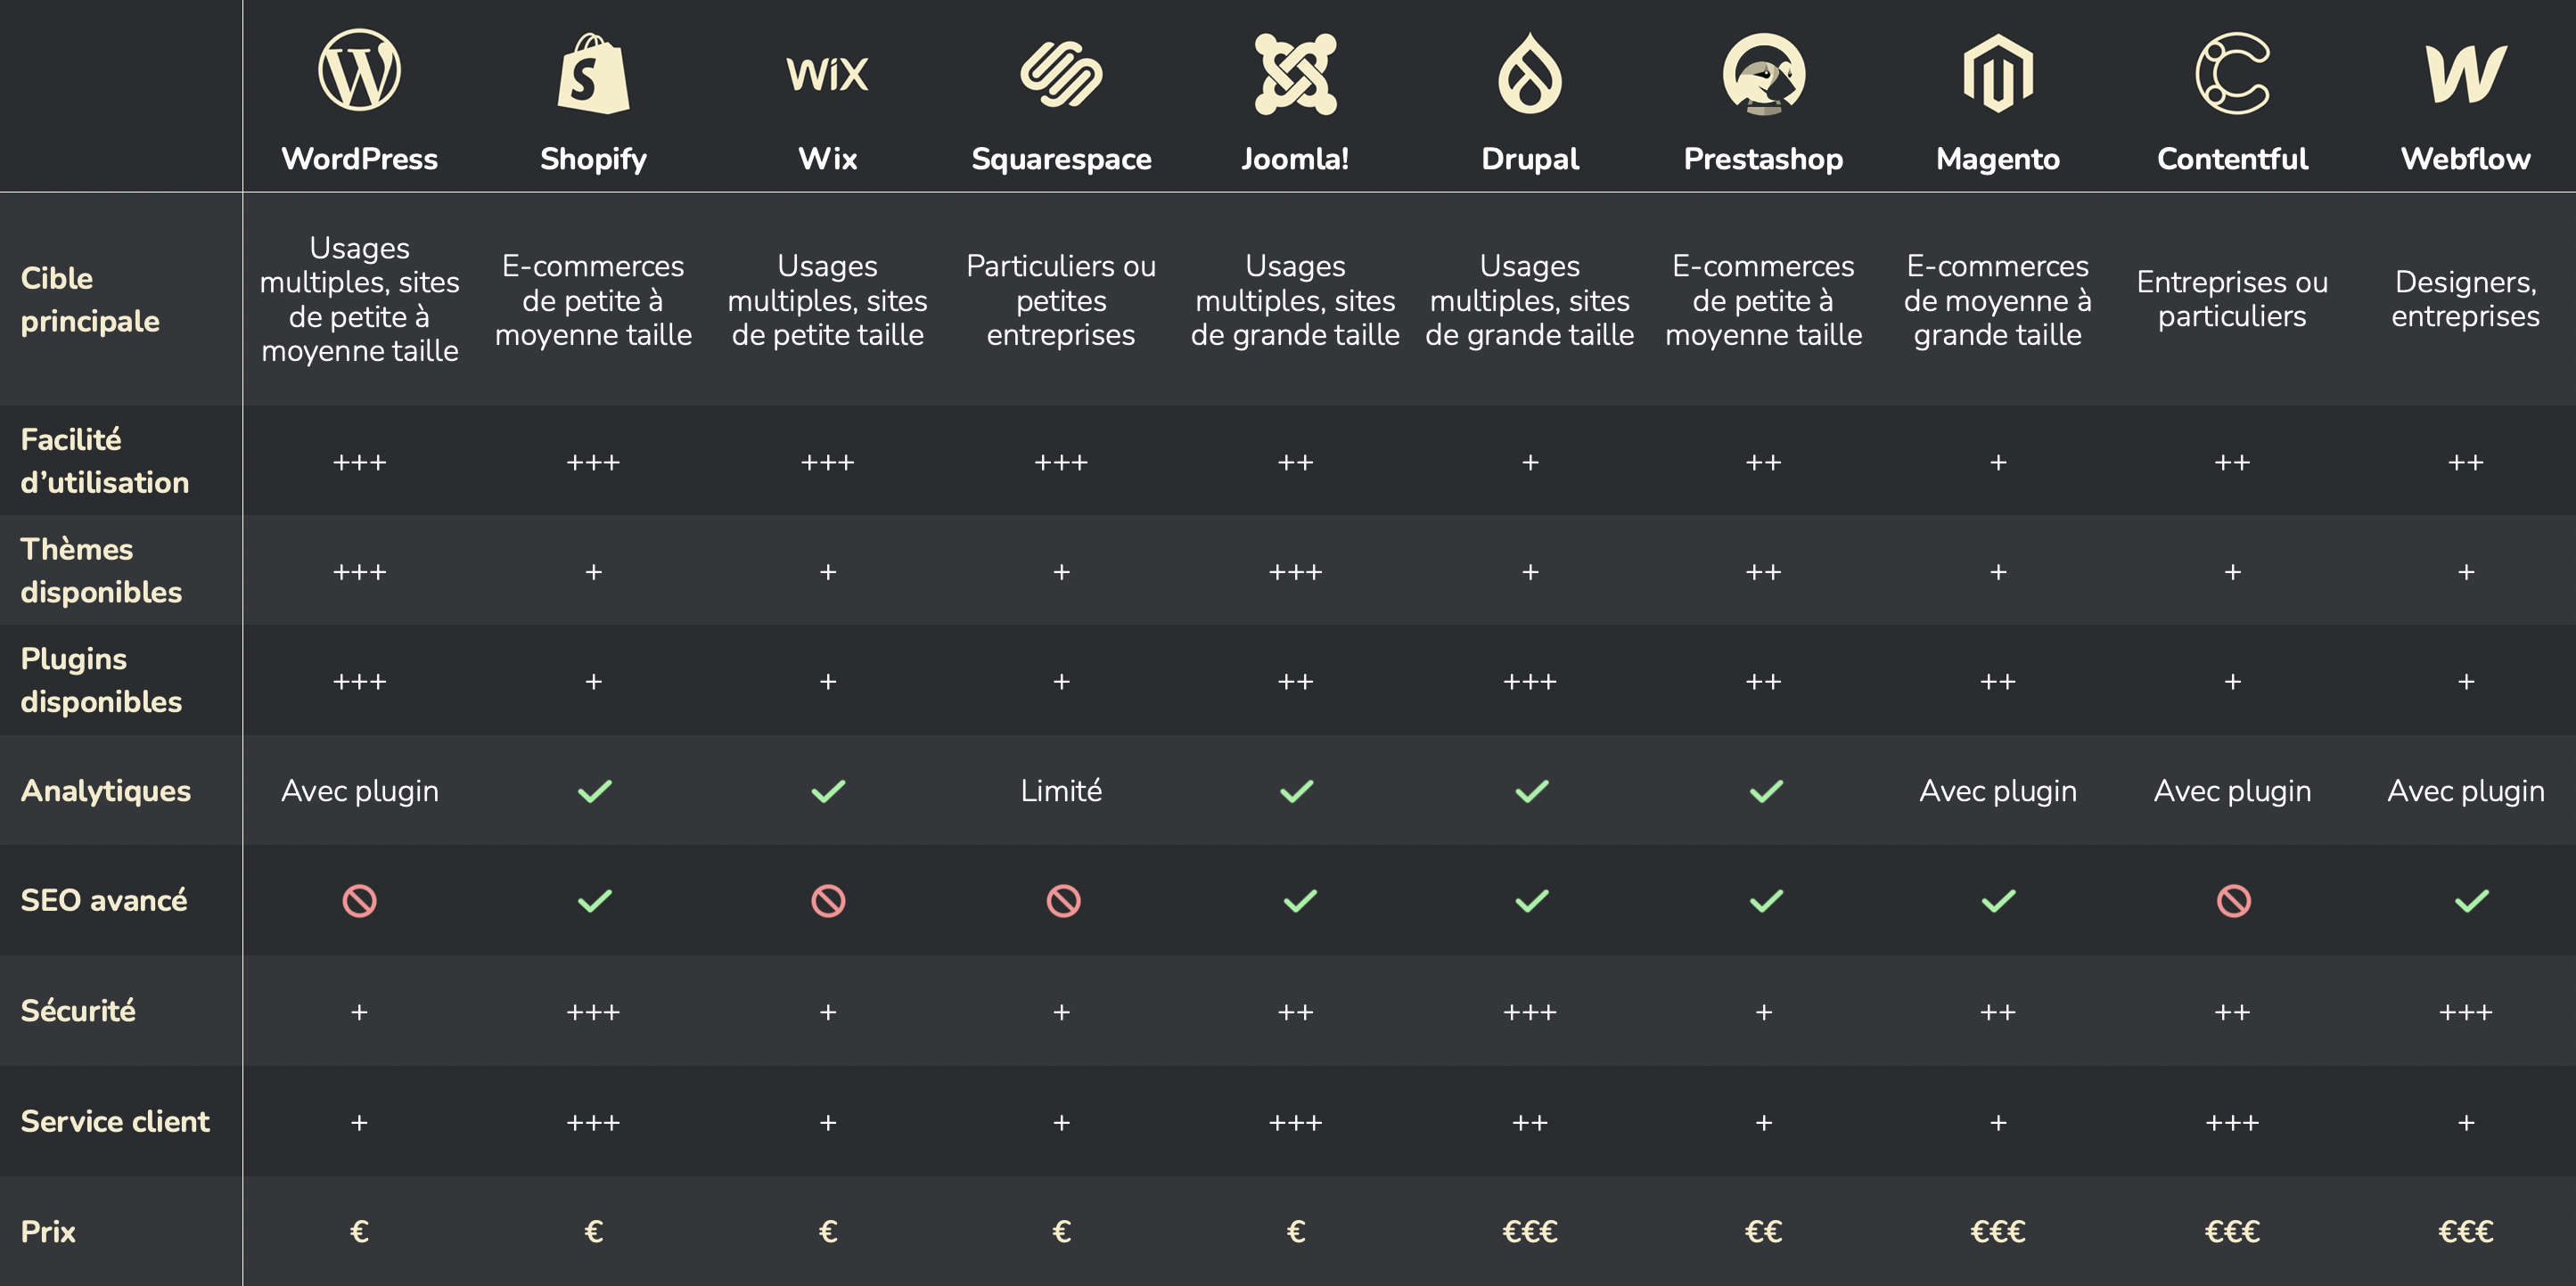 WiX
WordPress Shopify Wix Squarespace Joomla! Drupal Prestashop Magento Contentful Webflow
Cible
principale
Usages
multiples, sites
de petite à
moyenne taille
E-commerces
de petite à
moyenne taille
Usages
multiples, sites
de petite taille
Particuliers ou
petites
entreprises
Usages
multiples, sites
de grande taille
Usages
multiples, sites
de grande taille
E-commerces
de petite à
moyenne taille
E-commerces
de moyenne à
grande taille
Entreprises ou
particuliers
Designers,
entreprises
Facilité
d’utilisation
+++ +++ +++ +++ ++ + ++ + ++ ++
Thèmes
disponibles
+++ + + + +++ + ++ + + +
Plugins
disponibles
+++ + + + ++ +++ ++ ++ + +
Analytiques Avec plugin Limité Avec plugin Avec plugin Avec plugin
SEO avancé
Sécurité + +++ + + ++ +++ + ++ ++ +++
Service client + +++ + + +++ ++ + + +++ +
Prix € € € € € €€€ €€ €€€ €€€ €€€